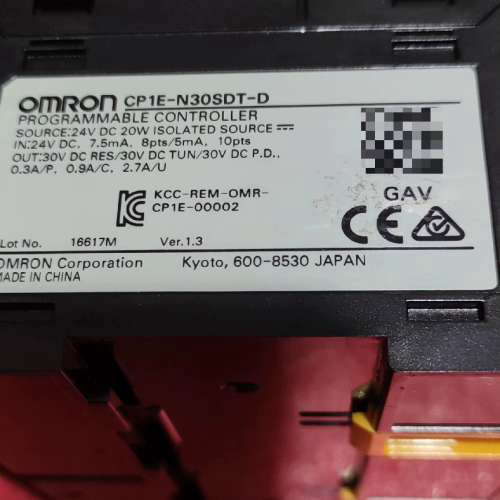 OMRON CP1E-N30SDT-D
PROGRAMMABLE CONTROLLER
SOURCE:24V DC 20W ISOLATED SOURCE
IN:24V DC, 7.5mA, 8pts/5mA, 10pts
OUT:30V DC RES/30V DC TUN/30V DC P.D.,
0.3A/P, 0.9A/C, 2.7A/U
KCC-REM-OMR-
CP1E-00002
GAV
CE
Lot No. 16617M Ver.1.3
OMRON Corporation Kyoto, 600-8530 JAPAN
MADE IN CHINA